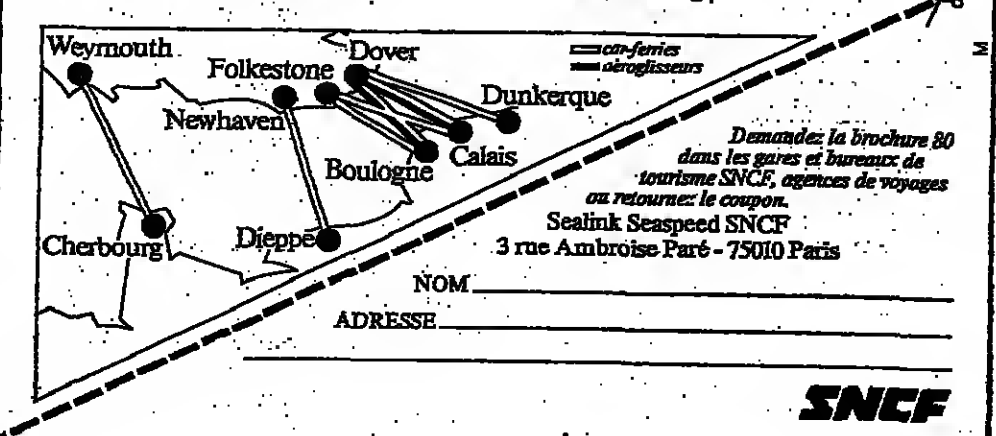 Weymouth
Dover
car-ferries
aéroglisseurs
Folkestone
Dunkerque
Newhaven
Boulogne
Calais
Cherbourg
Dieppe
Demandez la brochure 80
dans les gares et bureaux de
tourisme SNCF, agences de voyages
ou retournez le coupon.
Sealink Seaspeed SNCF
3 rue Ambroise Paré - 75010 Paris
NOM
ADRESSE
SNCF
M